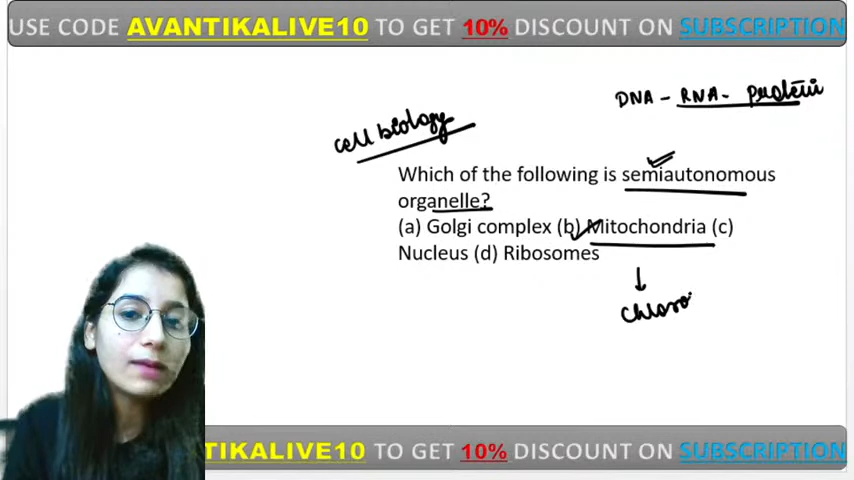 USE CODE AVANTIKALIVE10 TO GET 10% DISCOUNT ON SUBSCRIPTION
DNA - RNA - protein
cell biology
Which of the following is semiautonomous
organelle?
(a) Golgi complex (b) Mitochondria (c)
Nucleus (d) Ribosomes
chloro
TIKALIVE10 TO GET 10% DISCOUNT ON SUBSCRIPTION